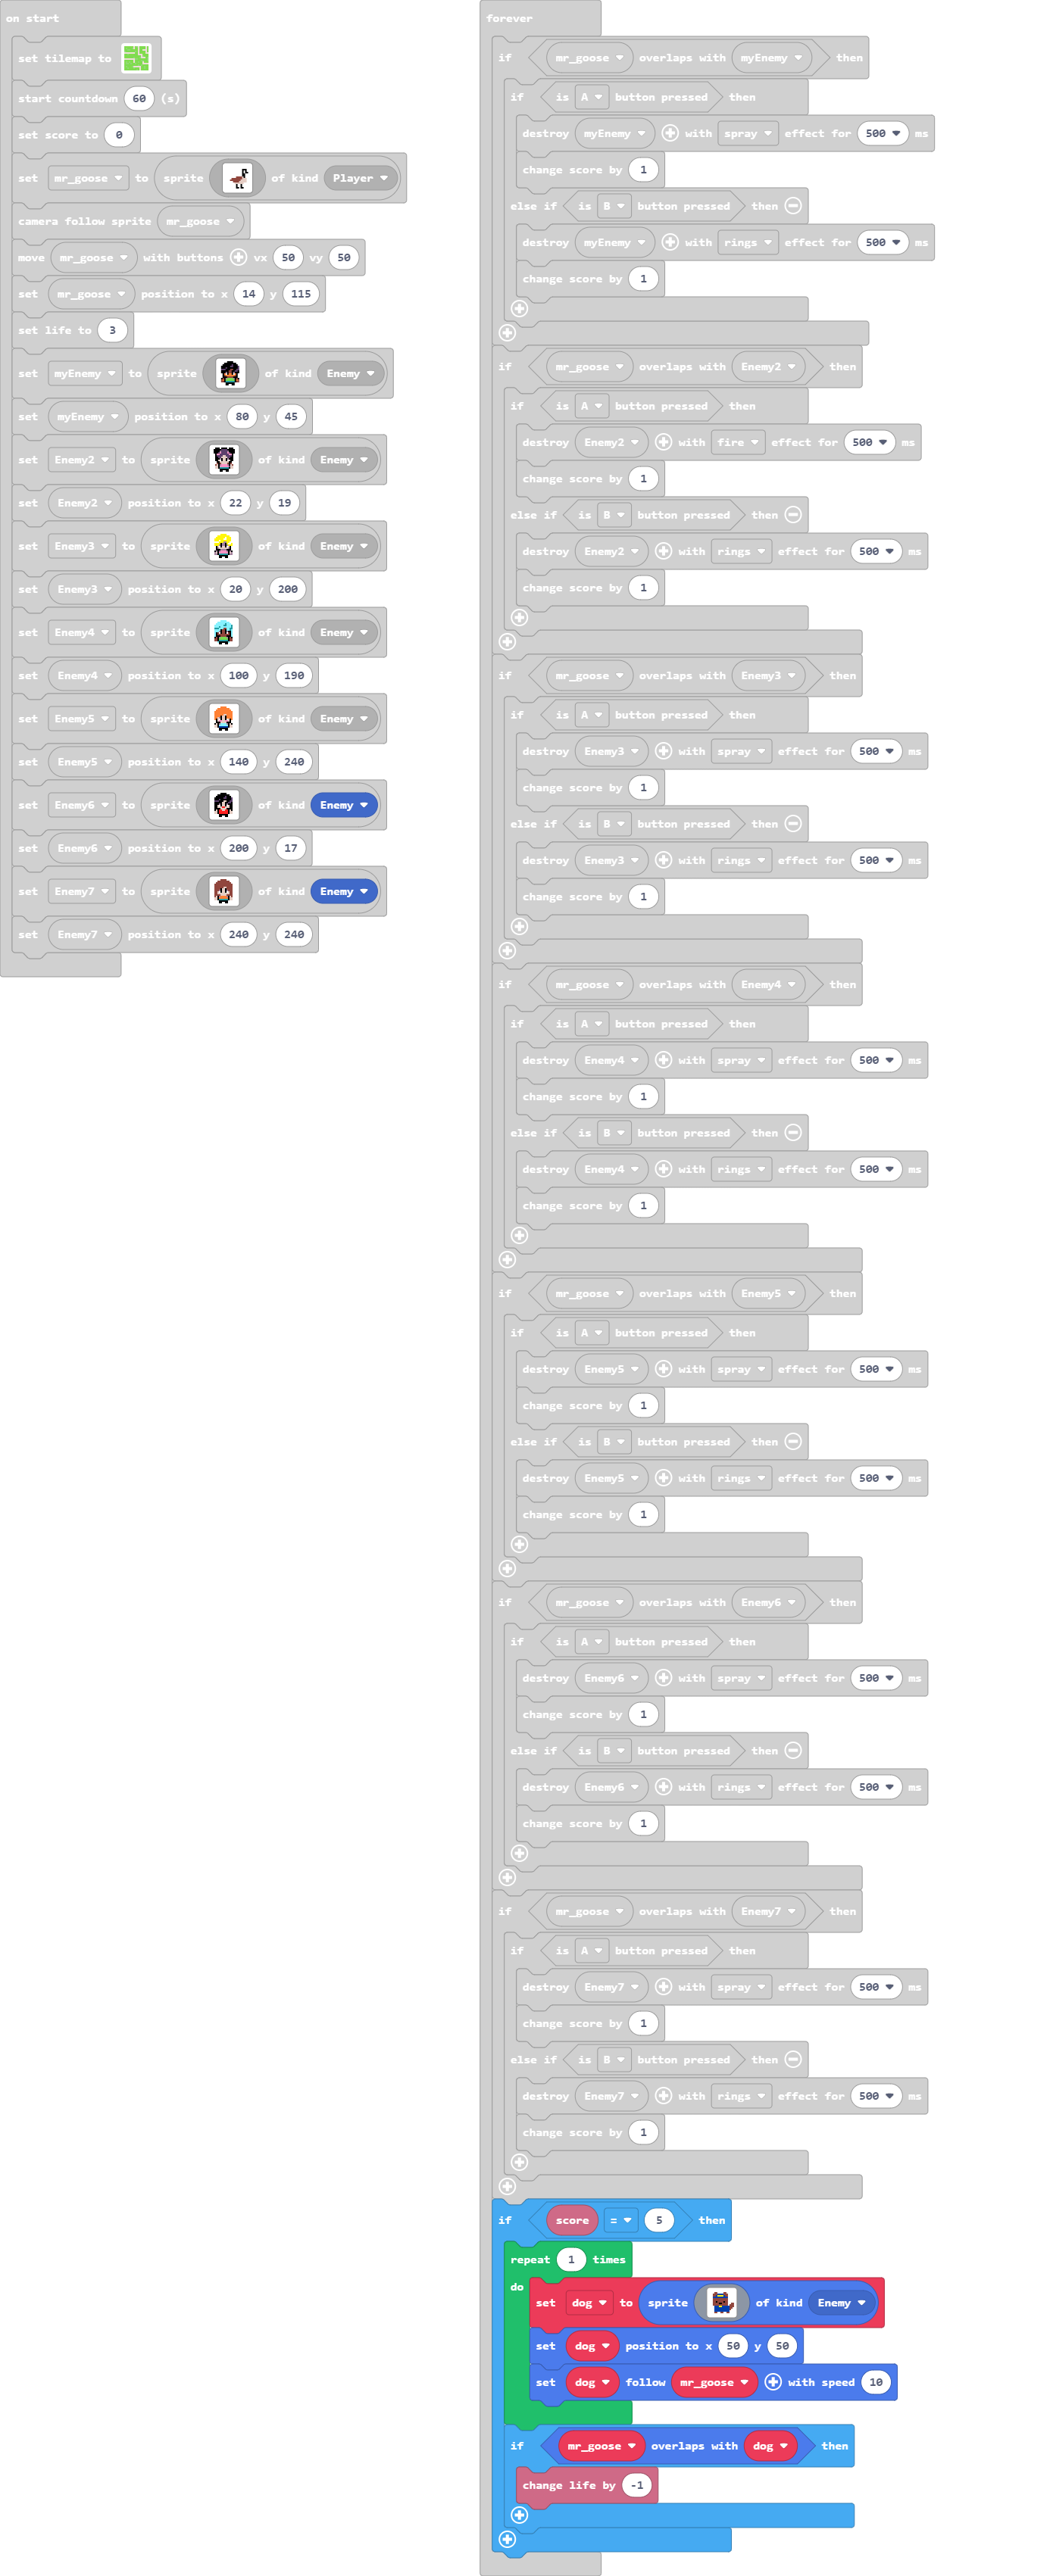 on start
set tilemap to
start countdown 60 (s)
set score to 0
set mr_goose to sprite of kind Player
camera follow sprite mr_goose
move mr_goose with buttons vx 50 vy 50
set mr_goose position to x 14 y 115
set life to 3
set myEnemy to sprite of kind Enemy
set myEnemy position to x 80 y 45
set Enemy2 to sprite of kind Enemy
set Enemy2 position to x 22 y 19
set Enemy3 to sprite of kind Enemy
set Enemy3 position to x 20 y 200
set Enemy4 to sprite of kind Enemy
set Enemy4 position to x 100 y 190
set Enemy5 to sprite of kind Enemy
set Enemy5 position to x 140 y 240
set Enemy6 to sprite of kind Enemy
set Enemy6 position to x 200 y 17
set Enemy7 to sprite of kind Enemy
set Enemy7 position to x 240 y 240
forever
if mr_goose overlaps with myEnemy then
if is A button pressed then
destroy myEnemy with spray effect for 500 ms
change score by 1
else if is B button pressed then
destroy myEnemy with rings effect for 500 ms
change score by 1
if mr_goose overlaps with Enemy2 then
if is A button pressed then
destroy Enemy2 with fire effect for 500 ms
change score by 1
else if is B button pressed then
destroy Enemy2 with rings effect for 500 ms
change score by 1
if mr_goose overlaps with Enemy3 then
if is A button pressed then
destroy Enemy3 with spray effect for 500 ms
change score by 1
else if is B button pressed then
destroy Enemy3 with rings effect for 500 ms
change score by 1
if mr_goose overlaps with Enemy4 then
if is A button pressed then
destroy Enemy4 with spray effect for 500 ms
change score by 1
else if is B button pressed then
destroy Enemy4 with rings effect for 500 ms
change score by 1
if mr_goose overlaps with Enemy5 then
if is A button pressed then
destroy Enemy5 with spray effect for 500 ms
change score by 1
else if is B button pressed then
destroy Enemy5 with rings effect for 500 ms
change score by 1
if mr_goose overlaps with Enemy6 then
if is A button pressed then
destroy Enemy6 with spray effect for 500 ms
change score by 1
else if is B button pressed then
destroy Enemy6 with rings effect for 500 ms
change score by 1
if mr_goose overlaps with Enemy7 then
if is A button pressed then
destroy Enemy7 with spray effect for 500 ms
change score by 1
else if is B button pressed then
destroy Enemy7 with rings effect for 500 ms
change score by 1
if score = 5 then
repeat 1 times
do
set dog to sprite of kind Enemy
set dog position to x 50 y 50
set dog follow mr_goose with speed 10
if mr_goose overlaps with dog then
change life by -1